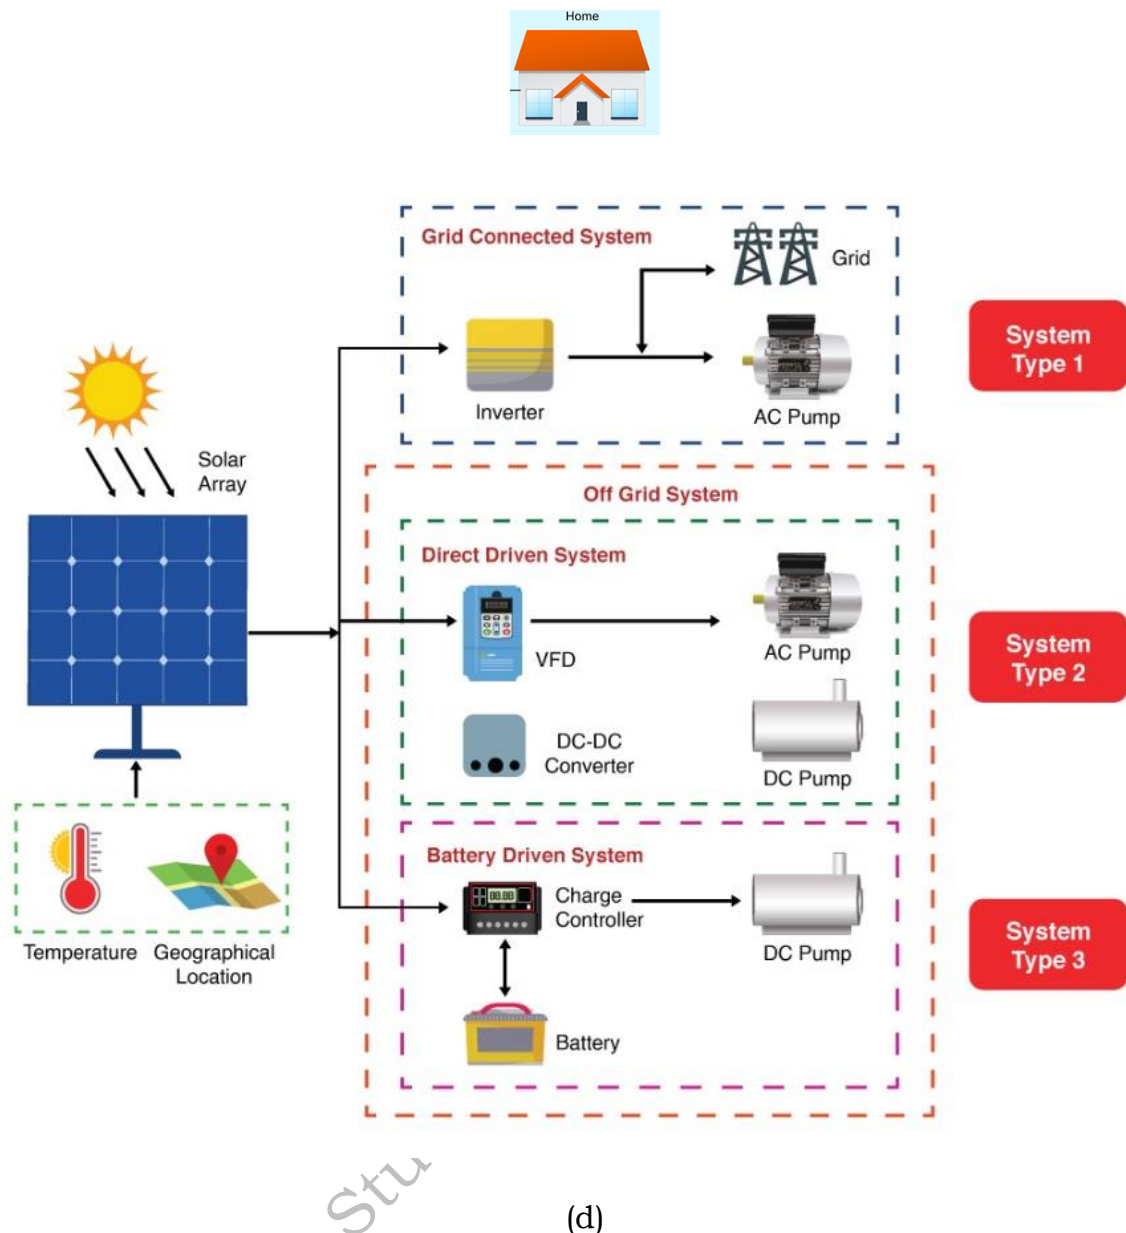 Home
Grid Connected System
Grid
Inverter
AC Pump
System
Type 1
Solar
Array
Off Grid System
Direct Driven System
VFD
AC Pump
DC-DC
Converter
DC Pump
System
Type 2
Temperature
Geographical
Location
Battery Driven System
Charge
Controller
DC Pump
Battery
System
Type 3
Stu
(d)